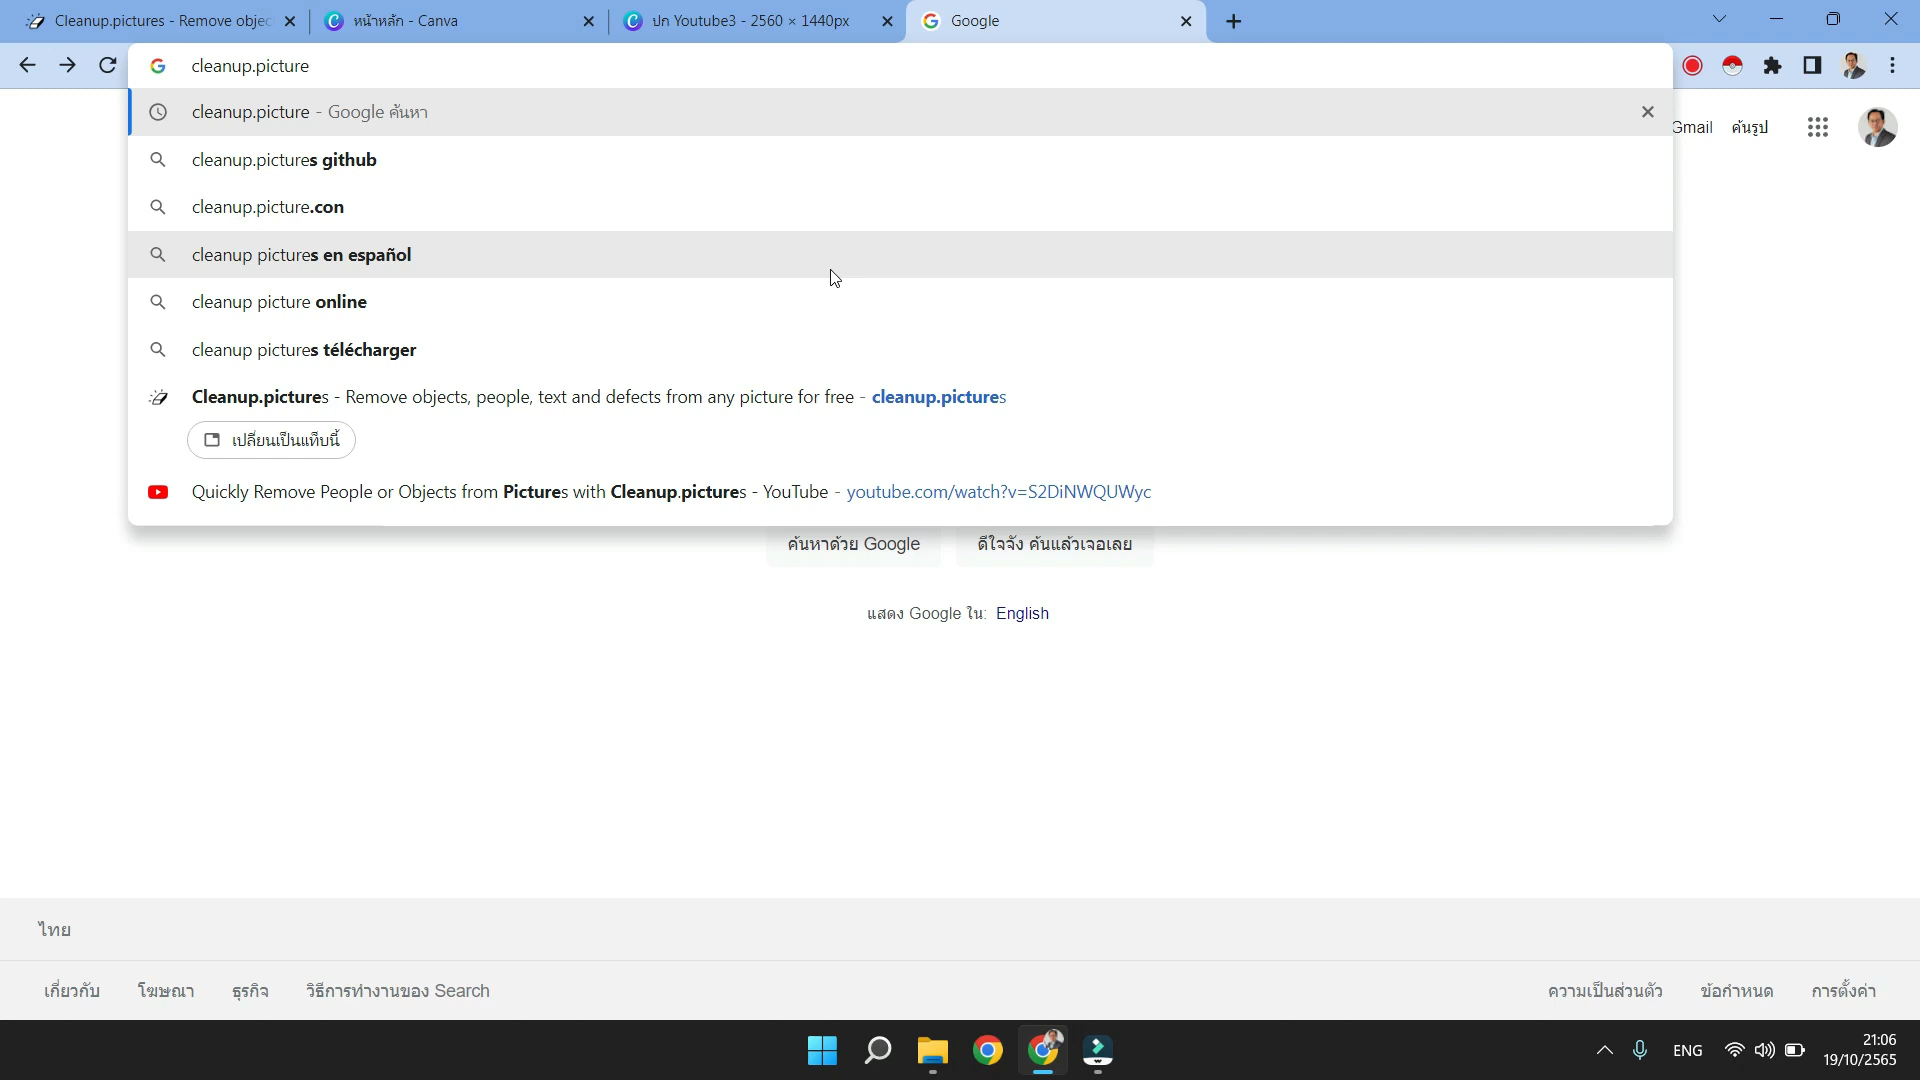 Cleanup.pictures - Remove objec
หน้าหลัก - Canva
ปก Youtube3 - 2560 × 1440px
Google
cleanup.picture
cleanup.picture - Google ค้นหา
Gmail
ค้นรูป
cleanup.pictures github
cleanup.picture.con
cleanup pictures en español
cleanup picture online
cleanup pictures télécharger
Cleanup.pictures - Remove objects, people, text and defects from any picture for free - cleanup.pictures
เปลี่ยนเป็นแท็บนี้
Quickly Remove People or Objects from Pictures with Cleanup.pictures - YouTube - youtube.com/watch?v=S2DiNWQUWyc
ค้นหาด้วย Google
ดีใจจัง ค้นแล้วเจอเลย
แสดง Google ใน: English
ไทย
เกี่ยวกับ
โฆษณา
ธุรกิจ
วิธีการทำงานของ Search
ความเป็นส่วนตัว
ข้อกำหนด
การตั้งค่า
ENG
21:06
19/10/2565